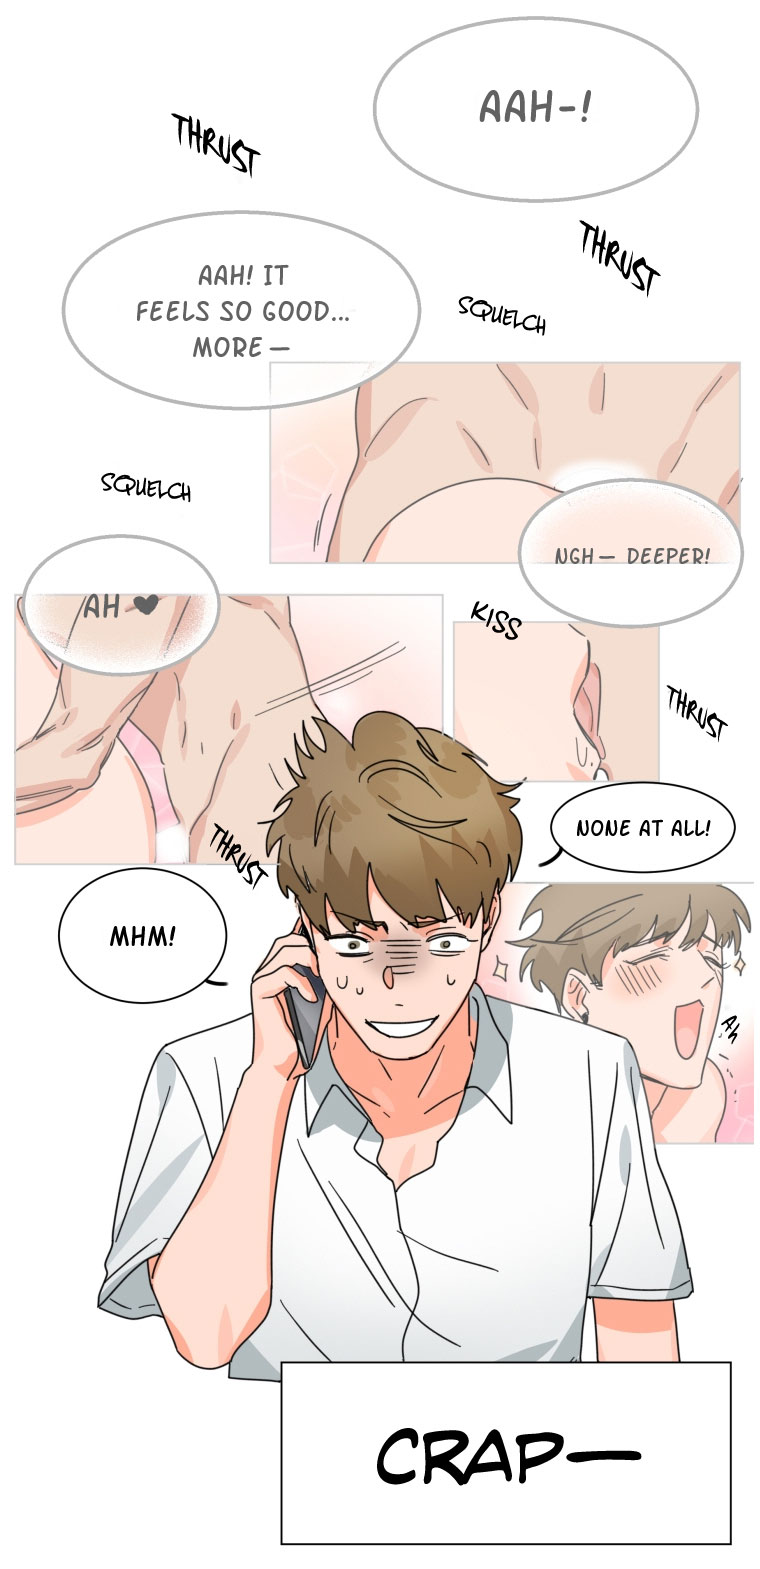 AAH-!
THRUST
THRUST
AAH! IT
FEELS SO GOOD...
MORE—
SQUELCH
SQUELCH
NGH— DEEPER!
AH ♥
KISS
THRUST
NONE AT ALL!
THRUST
MHM!
Ah
CRAP—